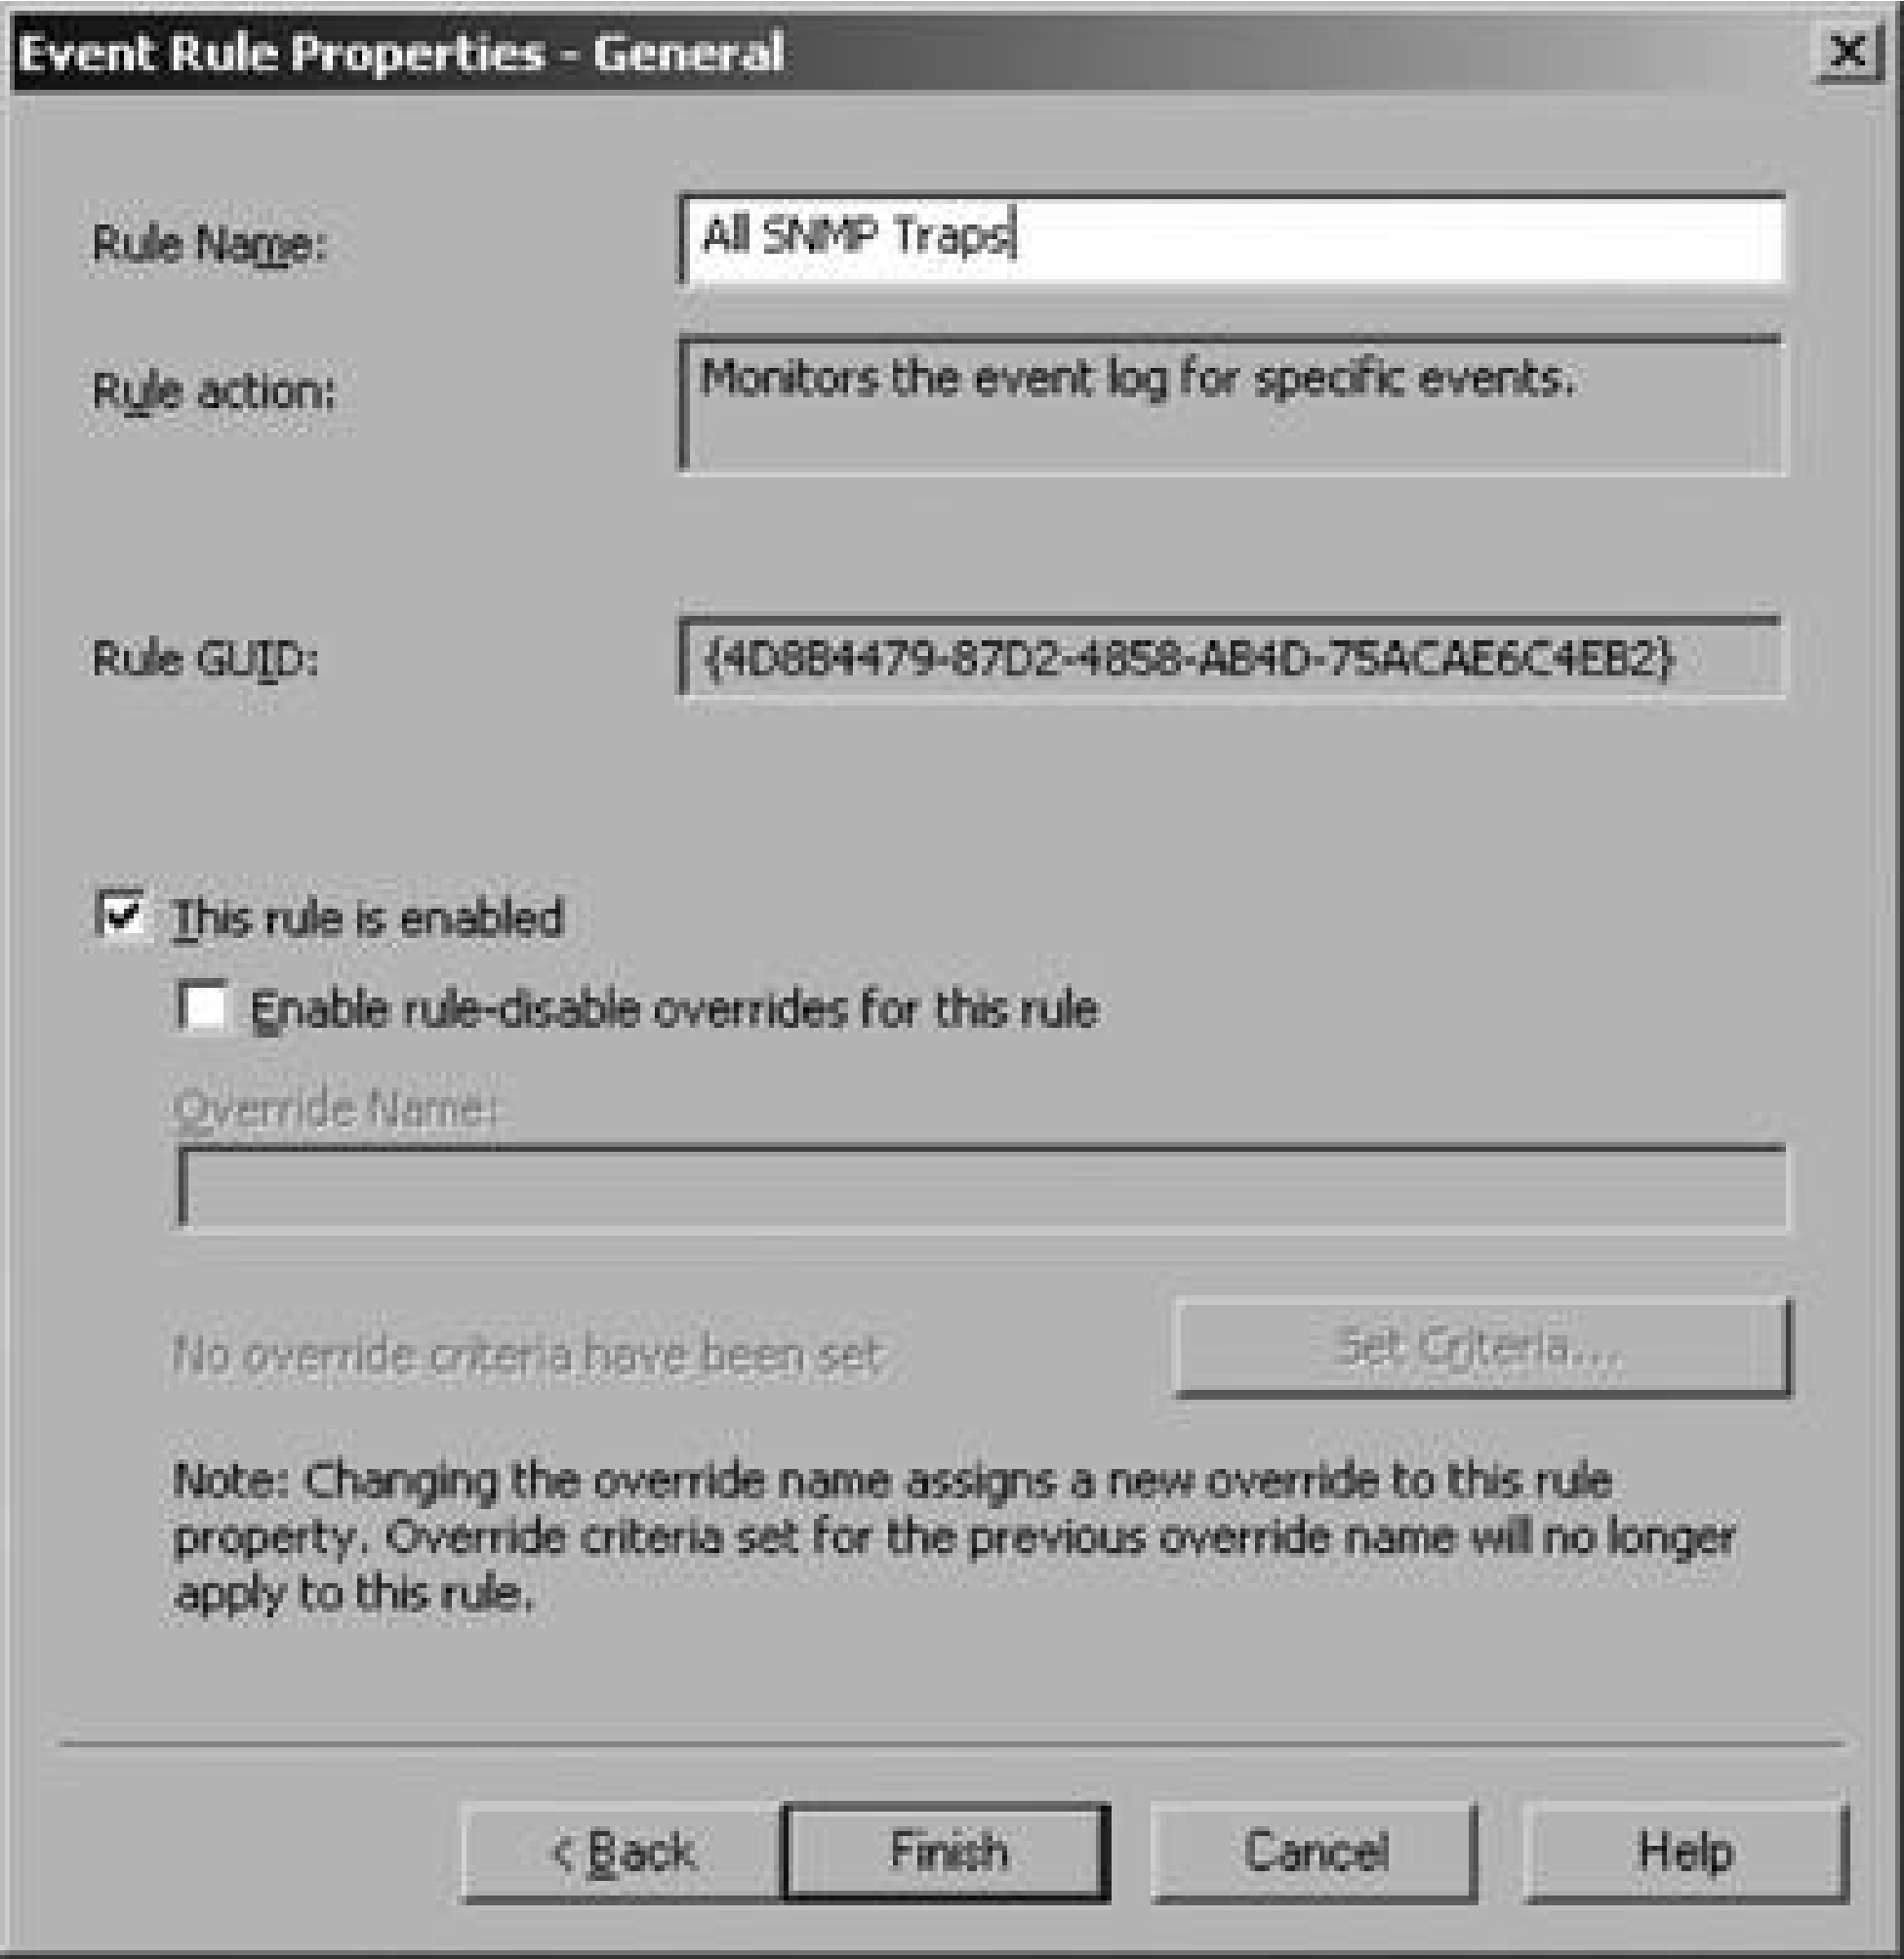 Event Rule Properties - General
Rule Name:
All SNMP Traps
Rule action:
Monitors the event log for specific events.
Rule GUID:
{4D8B4479-87D2-4858-AB4D-75ACAE6C4EB2}
This rule is enabled
Enable rule-disable overrides for this rule
Override Name:
No override criteria have been set
Set Criteria...
Note: Changing the override name assigns a new override to this rule
property. Override criteria set for the previous override name will no longer
apply to this rule.
< Back
Finish
Cancel
Help